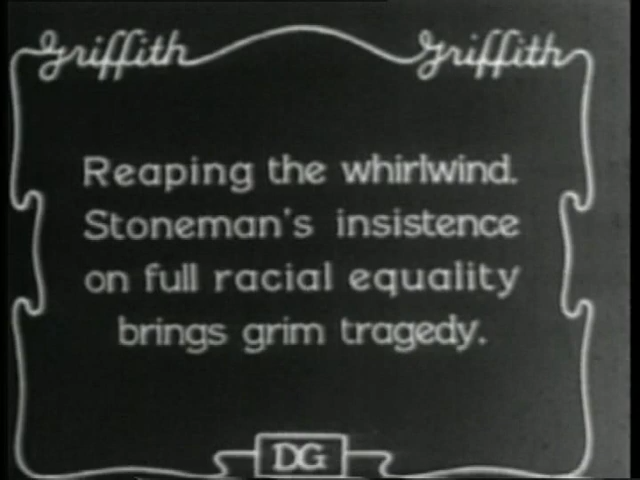 Griffith Griffith
Reaping the whirlwind.
Stoneman's insistence
on full racial equality
brings grim tragedy.
DG